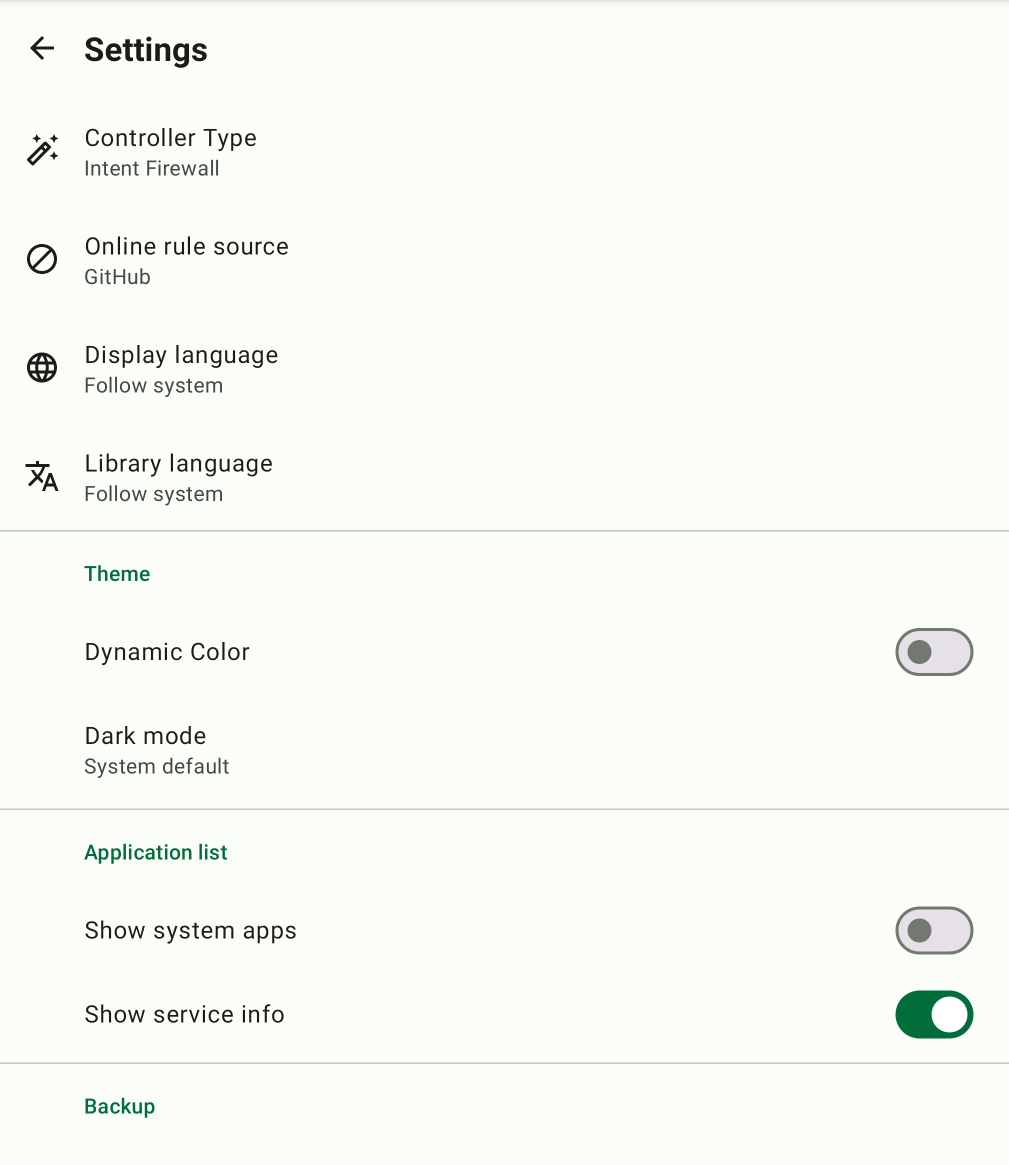 Settings
Controller Type
Intent Firewall
Online rule source
GitHub
Display language
Follow system
Library language
Follow system
Theme
Dynamic Color
Dark mode
System default
Application list
Show system apps
Show service info
Backup